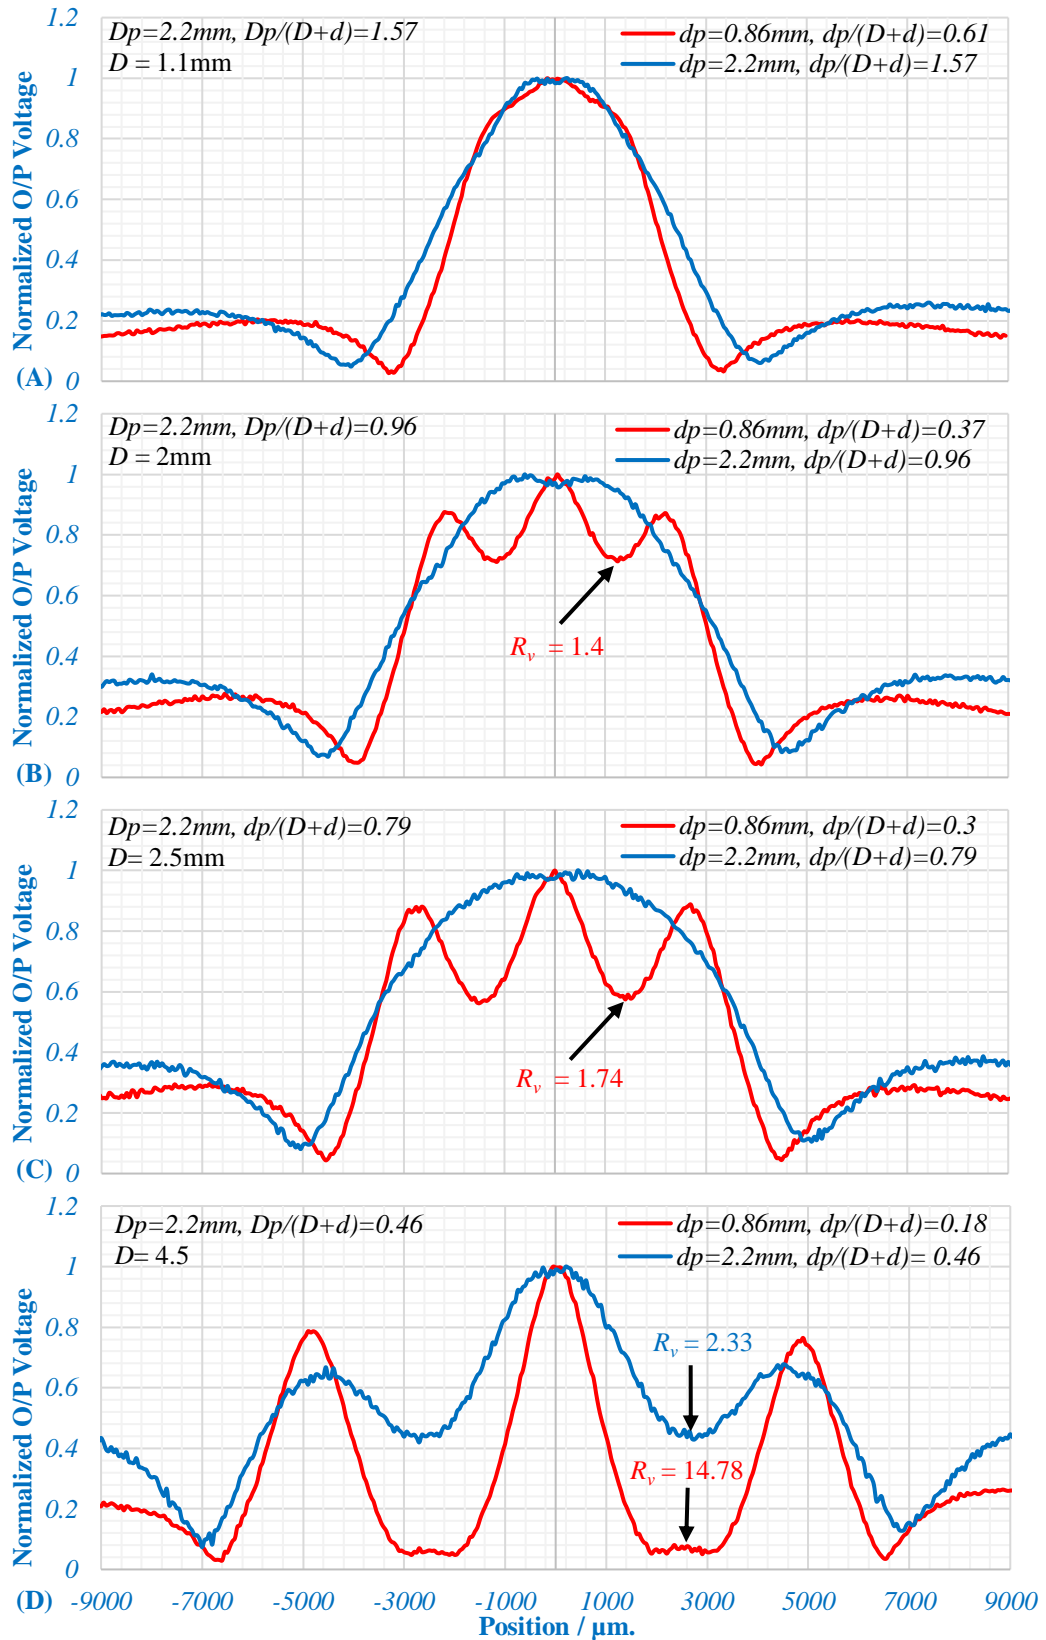 1.2
Dp=2.2mm, Dp/(D+d)=1.57
D = 1.1mm
dp=0.86mm, dp/(D+d)=0.61
dp=2.2mm, dp/(D+d)=1.57
1
0.8
0.6
0.4
0.2
0
Normalized O/P Voltage
(A)
1.2
Dp=2.2mm, Dp/(D+d)=0.96
D = 2mm
dp=0.86mm, dp/(D+d)=0.37
dp=2.2mm, dp/(D+d)=0.96
1
0.8
0.6
0.4
0.2
0
Normalized O/P Voltage
Rv = 1.4
(B)
1.2
Dp=2.2mm, dp/(D+d)=0.79
D= 2.5mm
dp=0.86mm, dp/(D+d)=0.3
dp=2.2mm, dp/(D+d)=0.79
1
0.8
0.6
0.4
0.2
0
Normalized O/P Voltage
Rv = 1.74
(C)
1.2
Dp=2.2mm, Dp/(D+d)=0.46
D= 4.5
dp=0.86mm, dp/(D+d)=0.18
dp=2.2mm, dp/(D+d)= 0.46
1
0.8
0.6
0.4
0.2
0
Normalized O/P Voltage
Rv = 2.33
Rv = 14.78
(D)
-9000 -7000 -5000 -3000 -1000 1000 3000 5000 7000 9000
Position / µm.